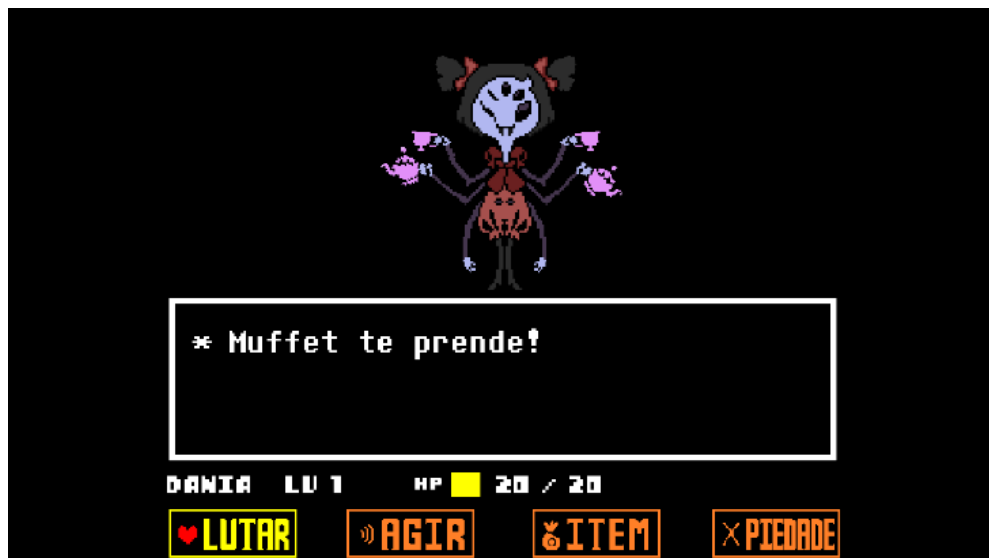 * Muffet te prende!
DANIA LV 1 HP 20 / 20
LUTAR AGIR ITEM PIEDADE